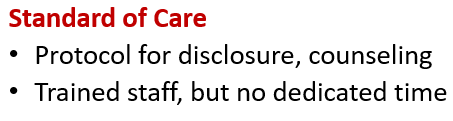 Standard of Care
• Protocol for disclosure, counseling
• Trained staff, but no dedicated time